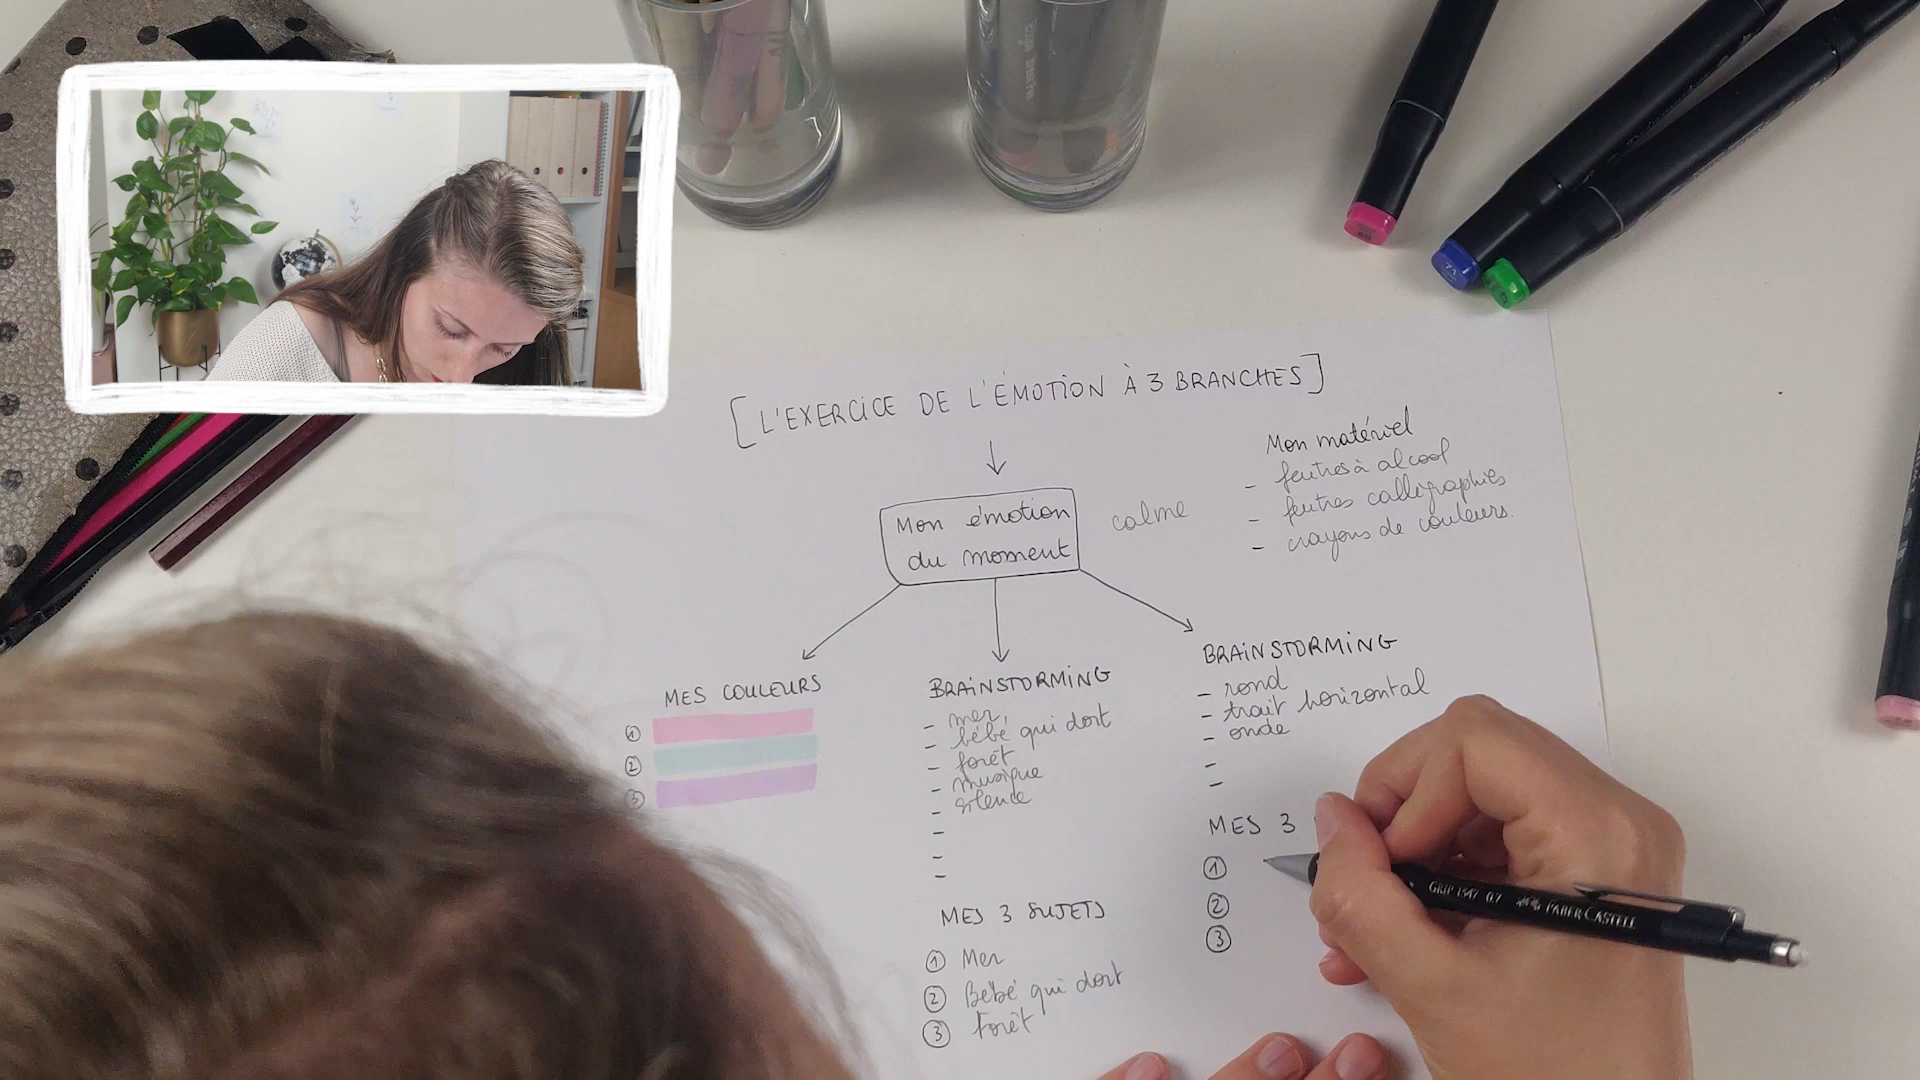 [L'EXERCICE DE L'ÉMOTION À 3 BRANCHES]
Mon matériel
- feutres à alcool
- feutres calligraphies
- crayons de couleurs.
Mon émotion
du moment
calme
MES COULEURS
1
2
3
BRAINSTORMING
- mer
- bébé qui dort
- forêt
- musique
- silence
-
-
-
MES 3 SUJETS
1 Mer
2 Bébé qui dort
3 Forêt
BRAINSTORMING
- rond
- trait horizontal
- onde
-
-
MES 3
1
2
3
GRIP 1347 0.7 FABER-CASTELL
71